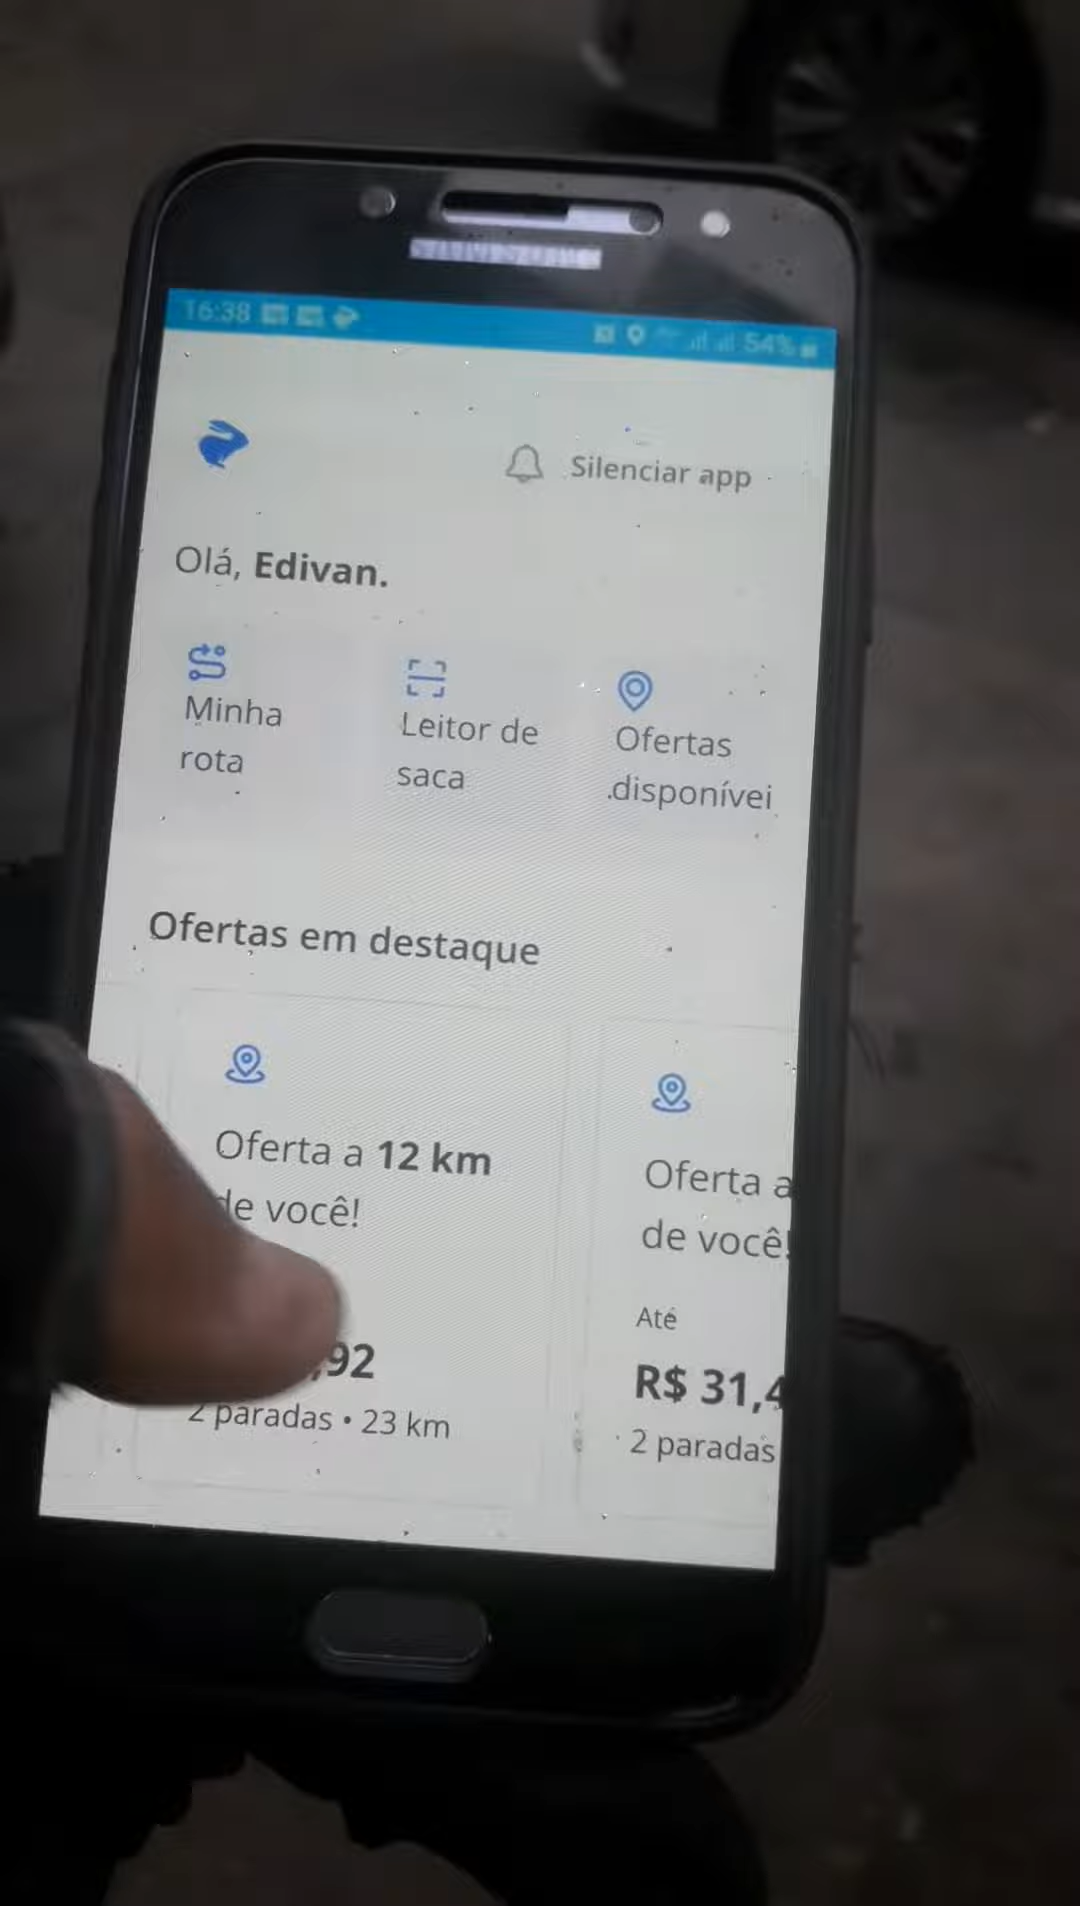 SAMSUNG
16:38 54%
Silenciar app
Olá, Edivan.
Minha
rota
Leitor de
saca
Ofertas
disponívei
Ofertas em destaque
Oferta a 12 km
de você!
,92
2 paradas • 23 km
Oferta a
de você!
Até
R$ 31,4
2 paradas